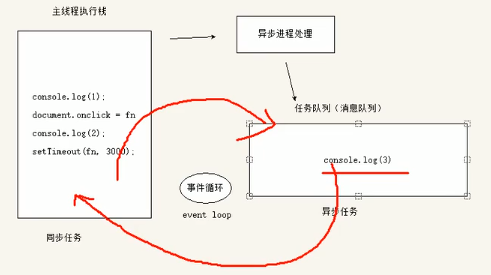 主线程执行栈
异步进程处理
任务队列（消息队列）
console.log(1);
document.onclick = fn
console.log(2);
setTimeout(fn, 3000);
console.log(3)
事件循环
event loop
异步任务
同步任务